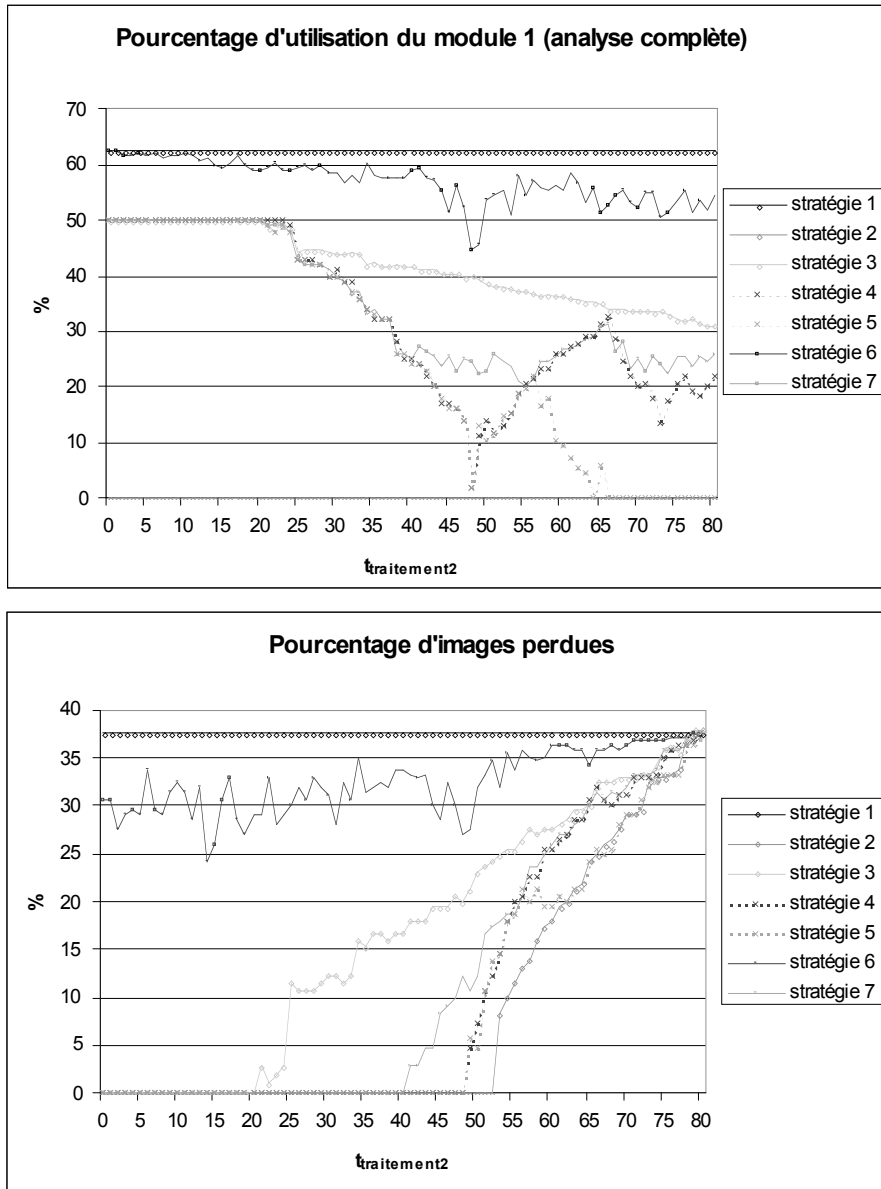 Pourcentage d'utilisation du module 1 (analyse complète)
70
60
50
40
30
20
10
0
%
0 5 10 15 20 25 30 35 40 45 50 55 60 65 70 75 80
ttraitement2
stratégie 1
stratégie 2
stratégie 3
stratégie 4
stratégie 5
stratégie 6
stratégie 7
Pourcentage d'images perdues
40
35
30
25
20
15
10
5
0
%
0 5 10 15 20 25 30 35 40 45 50 55 60 65 70 75 80
ttraitement2
stratégie 1
stratégie 2
stratégie 3
stratégie 4
stratégie 5
stratégie 6
stratégie 7